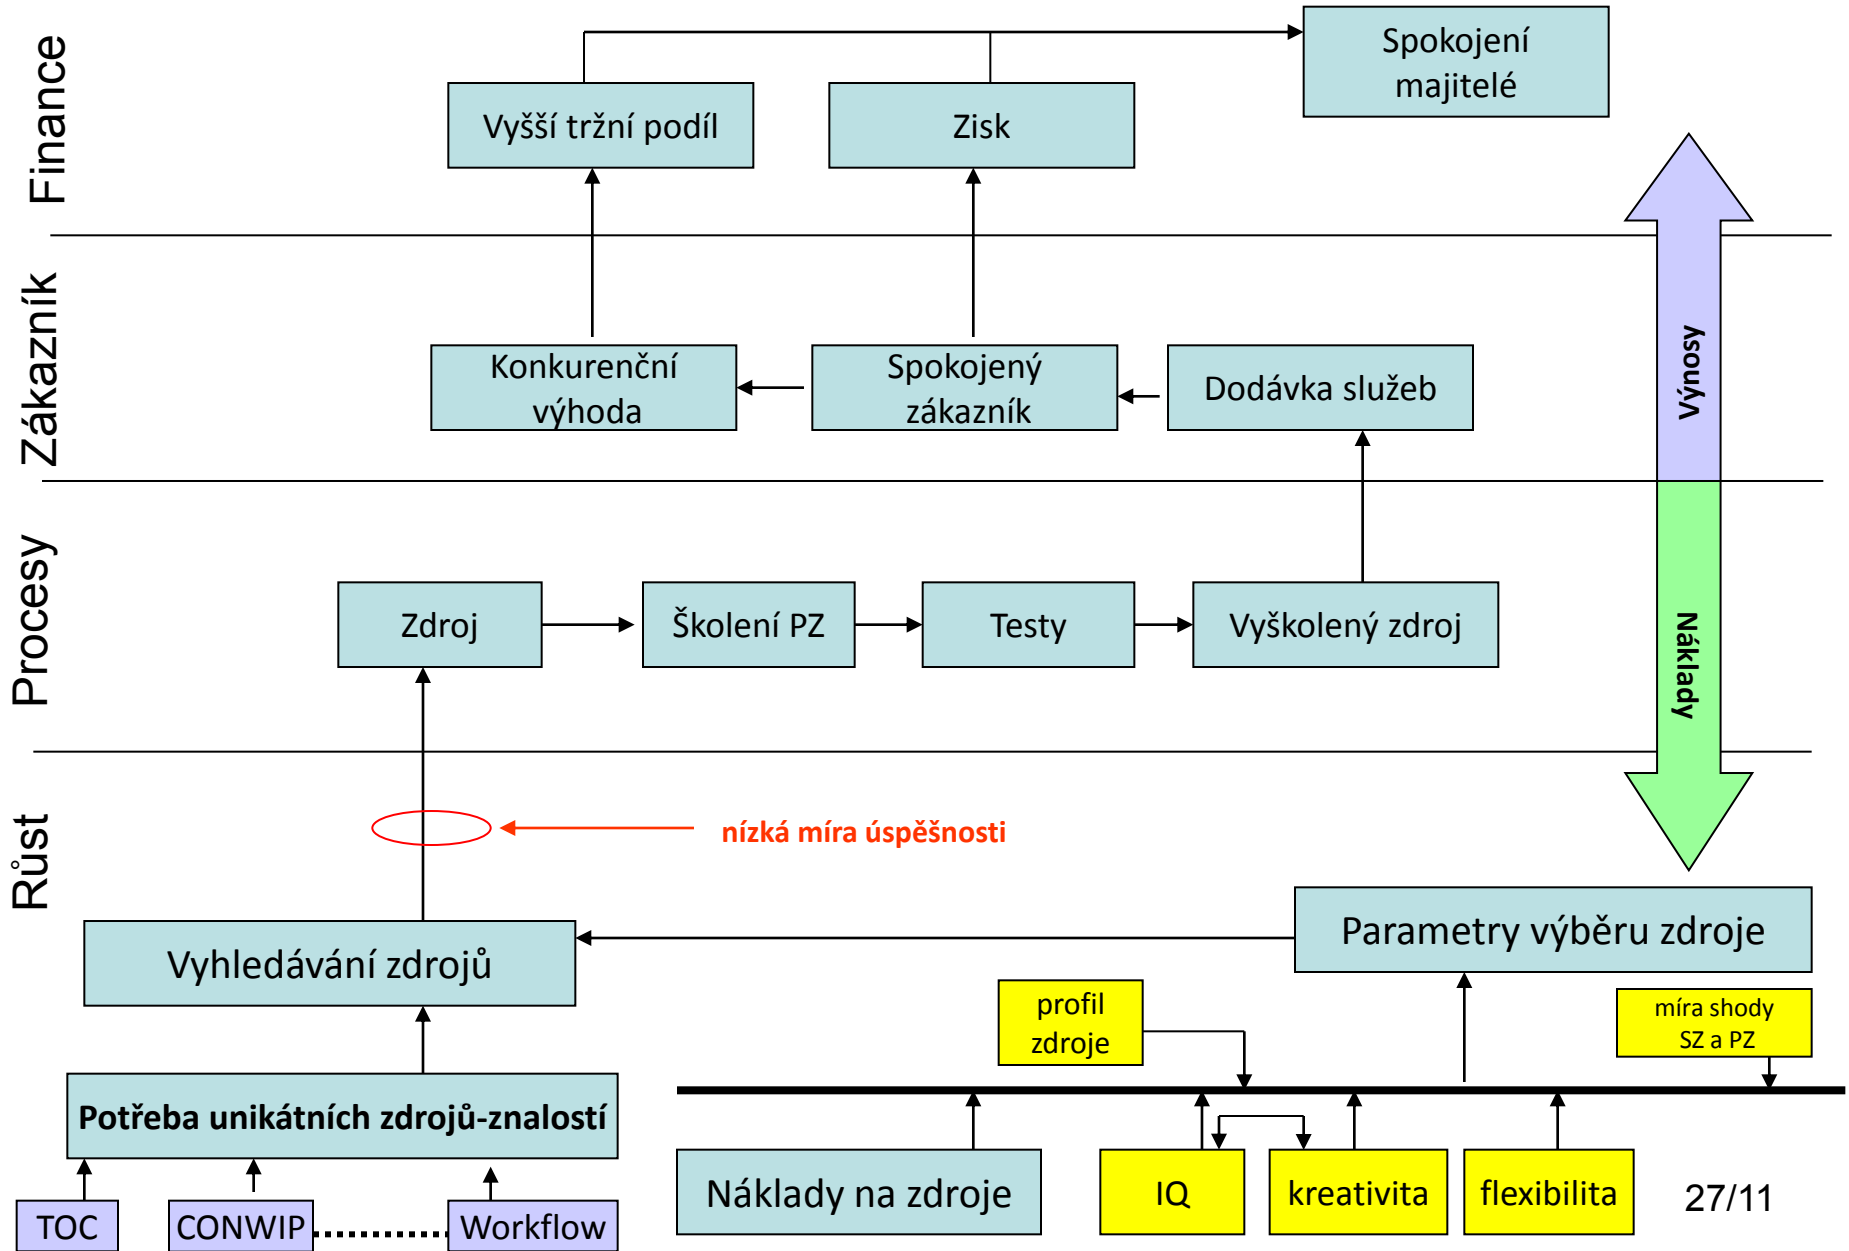 Finance
Spokojení
majitelé
Vyšší tržní podíl
Zisk
Zákazník
Konkurenční
výhoda
Spokojený
zákazník
Dodávka služeb
Výnosy
Procesy
Zdroj
Školení PZ
Testy
Vyškolený zdroj
Náklady
Růst
nízká míra úspěšnosti
Vyhledávání zdrojů
Parametry výběru zdroje
profil
zdroje
míra shody
SZ a PZ
Potřeba unikátních zdrojů-znalostí
TOC
CONWIP
Workflow
Náklady na zdroje
IQ
kreativita
flexibilita
27/11